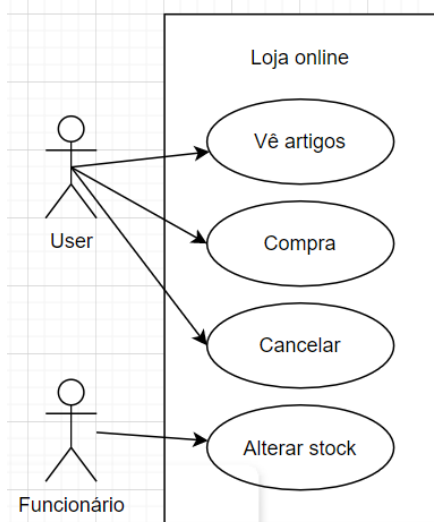 Loja online
Vê artigos
User
Compra
Cancelar
Alterar stock
Funcionário